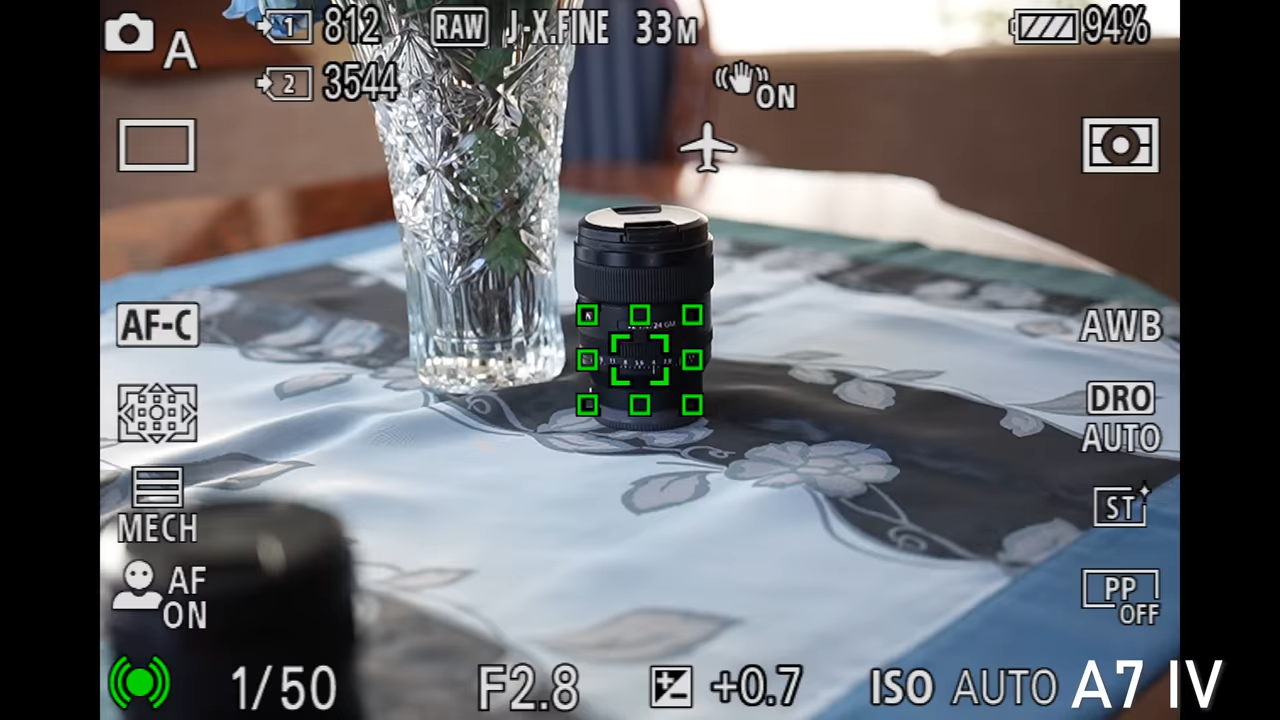 A 1 812 RAW J-X.FINE 33M 94%
2 3544 ON
AF-C
AWB
DRO
AUTO
MECH
ST
AF
ON
PP
OFF
1/50 F2.8 +0.7 ISO AUTO A7 IV